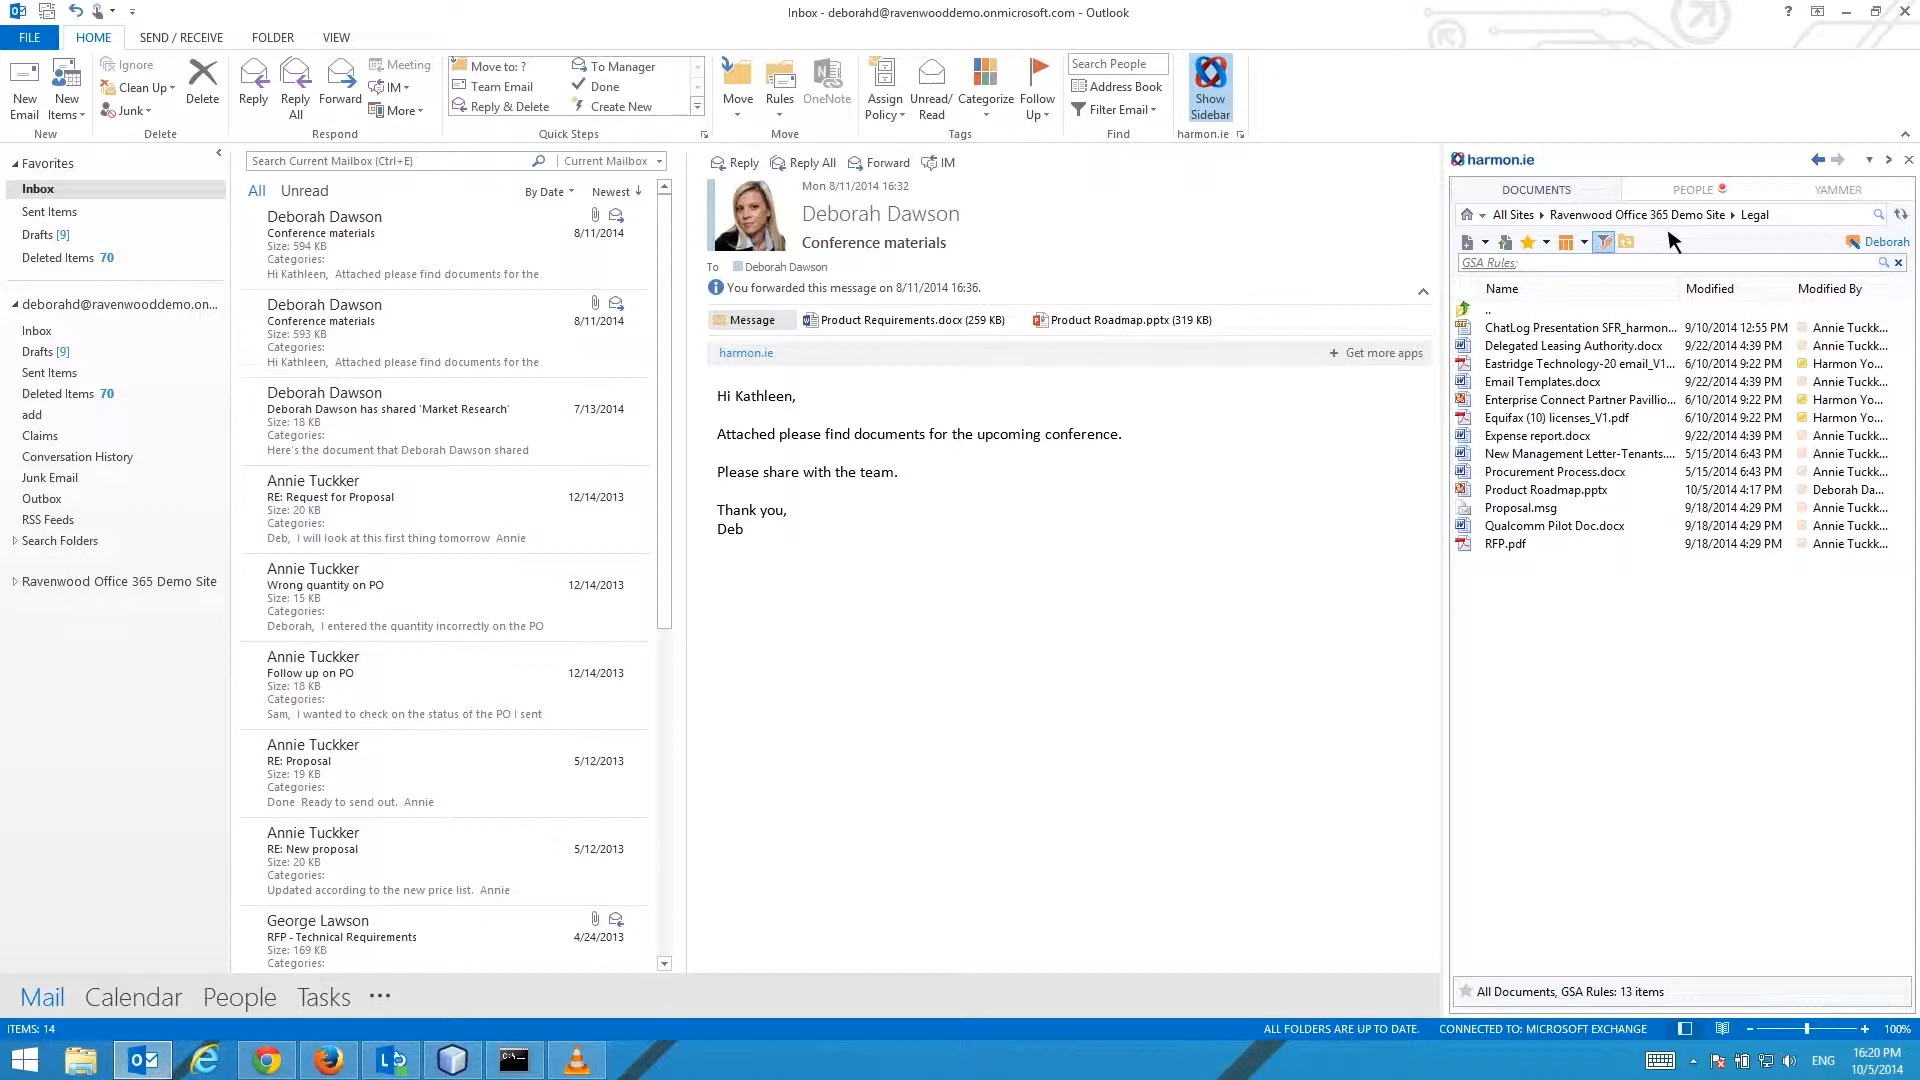 Inbox - deborahd@ravenwooddemo.onmicrosoft.com - Outlook
FILE HOME SEND / RECEIVE FOLDER VIEW
New Email
New Items
New
Ignore
Clean Up
Junk
Delete
Delete
Reply
Reply All
Forward
Meeting
IM
More
Respond
Move to: ?
Team Email
Reply & Delete
To Manager
Done
Create New
Quick Steps
Move
Rules
OneNote
Move
Assign Policy
Unread/ Read
Categorize
Follow Up
Tags
Search People
Address Book
Filter Email
Find
Show Sidebar
harmon.ie
Favorites
Inbox
Sent Items
Drafts [9]
Deleted Items 70
deborahd@ravenwooddemo.on...
Inbox
Drafts [9]
Sent Items
Deleted Items 70
add
Claims
Conversation History
Junk Email
Outbox
RSS Feeds
Search Folders
Ravenwood Office 365 Demo Site
Search Current Mailbox (Ctrl+E) Current Mailbox
All Unread By Date Newest
Deborah Dawson
Conference materials 8/11/2014
Size: 594 KB
Categories:
Hi Kathleen, Attached please find documents for the
Deborah Dawson
Conference materials 8/11/2014
Size: 593 KB
Categories:
Hi Kathleen, Attached please find documents for the
Deborah Dawson
Deborah Dawson has shared 'Market Research' 7/13/2014
Size: 18 KB
Categories:
Here's the document that Deborah Dawson shared
Annie Tuckker
RE: Request for Proposal 12/14/2013
Size: 20 KB
Categories:
Deb, I will look at this first thing tomorrow Annie
Annie Tuckker
Wrong quantity on PO 12/14/2013
Size: 15 KB
Categories:
Deborah, I entered the quantity incorrectly on the PO
Annie Tuckker
Follow up on PO 12/14/2013
Size: 18 KB
Categories:
Sam, I wanted to check on the status of the PO I sent
Annie Tuckker
RE: Proposal 5/12/2013
Size: 19 KB
Categories:
Done Ready to send out. Annie
Annie Tuckker
RE: New proposal 5/12/2013
Size: 20 KB
Categories:
Updated according to the new price list. Annie
George Lawson
RFP - Technical Requirements 4/24/2013
Size: 169 KB
Categories:
Reply Reply All Forward IM
Mon 8/11/2014 16:32
Deborah Dawson
Conference materials
To Deborah Dawson
You forwarded this message on 8/11/2014 16:36.
Message Product Requirements.docx (259 KB) Product Roadmap.pptx (319 KB)
harmon.ie + Get more apps
Hi Kathleen,
Attached please find documents for the upcoming conference.
Please share with the team.
Thank you,
Deb
harmon.ie
DOCUMENTS PEOPLE YAMMER
All Sites Ravenwood Office 365 Demo Site Legal
Deborah
GSA Rules;
Name Modified Modified By
..
ChatLog Presentation SFR_harmon... 9/10/2014 12:55 PM Annie Tuckk...
Delegated Leasing Authority.docx 9/22/2014 4:39 PM Annie Tuckk...
Eastridge Technology-20 email_V1... 6/10/2014 9:22 PM Harmon Yo...
Email Templates.docx 9/22/2014 4:39 PM Annie Tuckk...
Enterprise Connect Partner Pavillio... 6/10/2014 9:22 PM Harmon Yo...
Equifax (10) licenses_V1.pdf 6/10/2014 9:22 PM Harmon Yo...
Expense report.docx 9/22/2014 4:39 PM Annie Tuckk...
New Management Letter-Tenants.... 5/15/2014 6:43 PM Annie Tuckk...
Procurement Process.docx 5/15/2014 6:43 PM Annie Tuckk...
Product Roadmap.pptx 10/5/2014 4:17 PM Deborah Da...
Proposal.msg 9/18/2014 4:29 PM Annie Tuckk...
Qualcomm Pilot Doc.docx 9/18/2014 4:29 PM Annie Tuckk...
RFP.pdf 9/18/2014 4:29 PM Annie Tuckk...
All Documents, GSA Rules: 13 items
Mail Calendar People Tasks ...
ITEMS: 14 ALL FOLDERS ARE UP TO DATE. CONNECTED TO: MICROSOFT EXCHANGE 100%
ENG 16:20 PM
10/5/2014